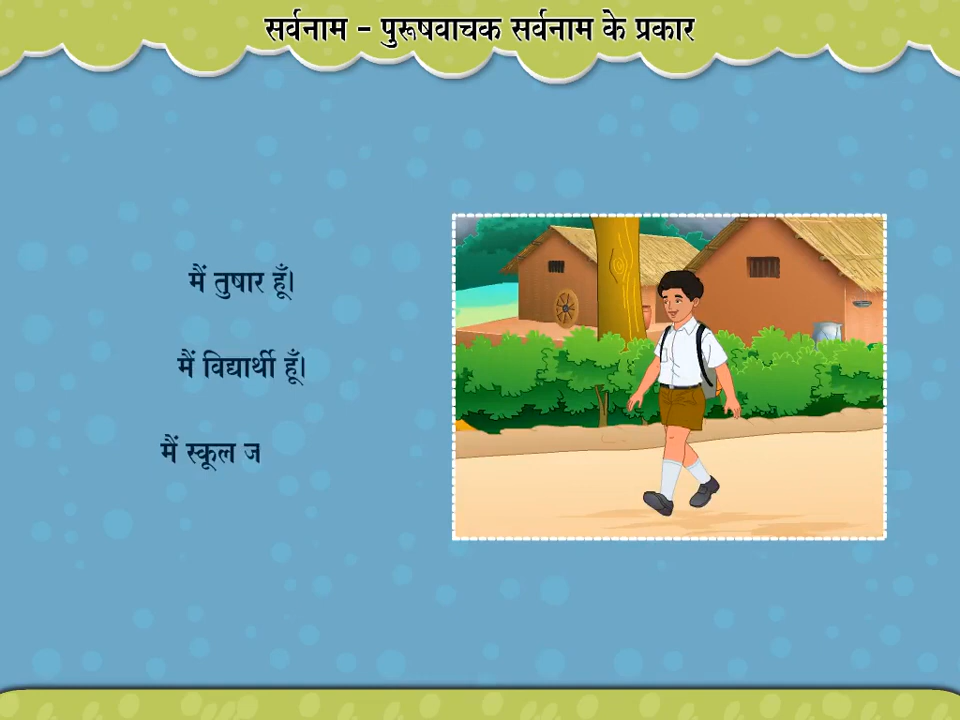 सर्वनाम - पुरूषवाचक सर्वनाम के प्रकार
मैं तुषार हूँ।
मैं विद्यार्थी हूँ।
मैं स्कूल ज